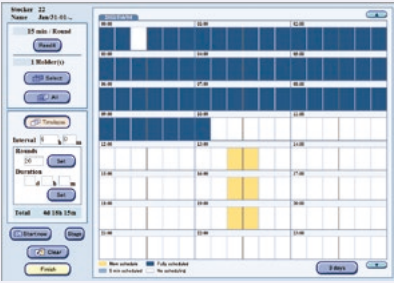 Stocker 22
Name Jan/31-01-...
15 min / Round
1 Holder(s)
Select
All
Timelapse
Interval h m
Rounds
Set
Duration
d h m
Set
Total 4d 18h 15m
Start now
Stage
Clear
Finish
00:00 01:00 02:00
03:00 04:00 05:00
06:00 07:00 08:00
09:00 10:00 11:00
12:00 13:00 14:00
15:00 16:00 17:00
18:00 19:00 20:00
21:00 22:00 23:00
New schedule Fully scheduled
5 min scheduled No scheduling
3 days